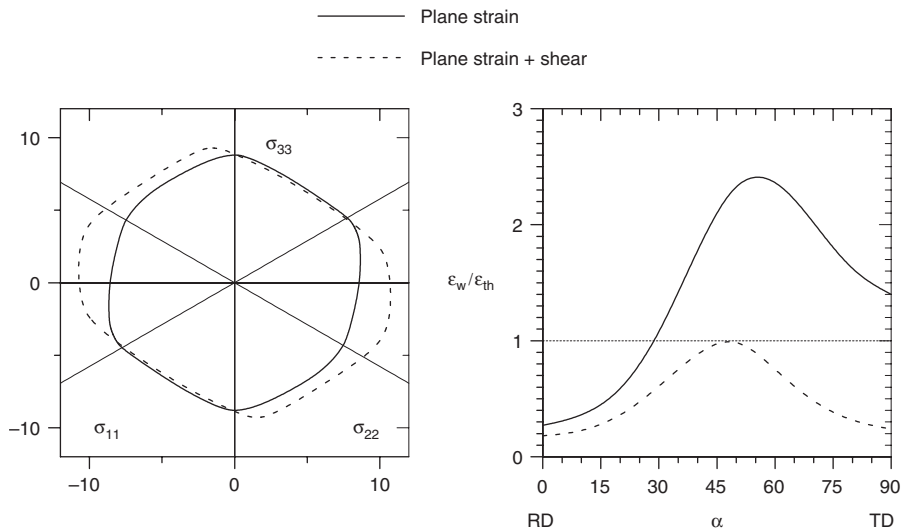 Plane strain
Plane strain + shear
10
0
−10
σ33
σ11
σ22
−10
0
10
3
2
1
0
εw/εth
0
15
30
45
60
75
90
RD
α
TD